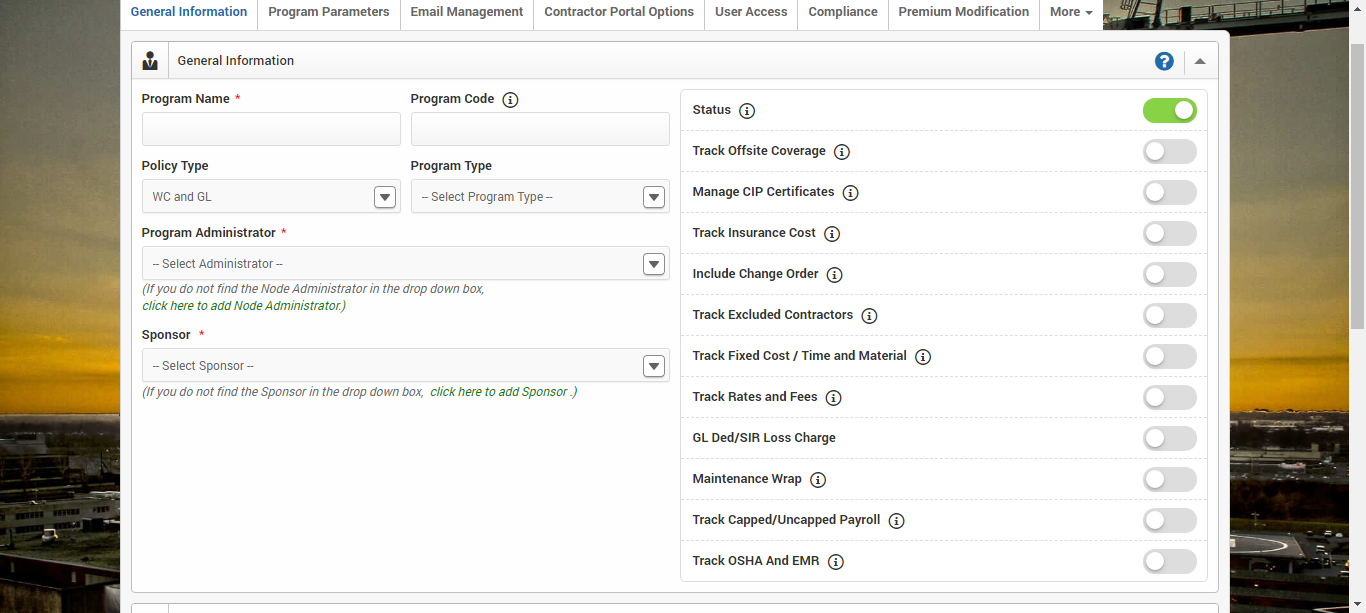 General Information
Program Parameters
Email Management
Contractor Portal Options
User Access
Compliance
Premium Modification
More
General Information
?
Program Name *
Program Code
Policy Type
WC and GL
Program Type
-- Select Program Type --
Program Administrator *
-- Select Administrator --
(If you do not find the Node Administrator in the drop down box,
click here to add Node Administrator.)
Sponsor *
-- Select Sponsor --
(If you do not find the Sponsor in the drop down box, click here to add Sponsor .)
Status
Track Offsite Coverage
Manage CIP Certificates
Track Insurance Cost
Include Change Order
Track Excluded Contractors
Track Fixed Cost / Time and Material
Track Rates and Fees
GL Ded/SIR Loss Charge
Maintenance Wrap
Track Capped/Uncapped Payroll
Track OSHA And EMR